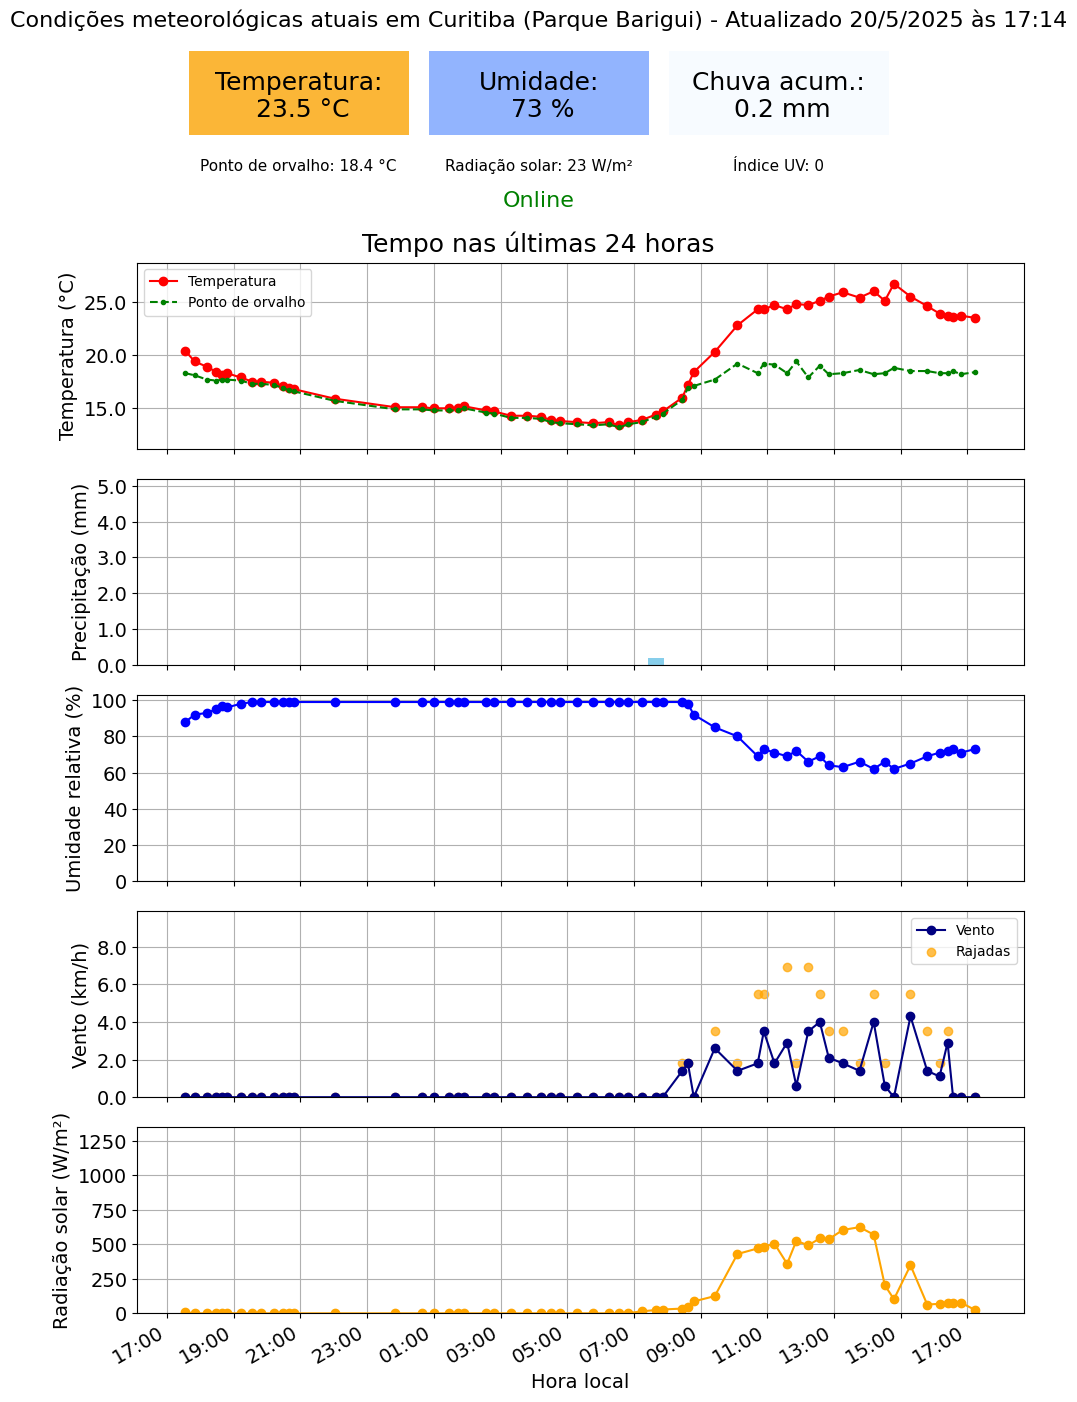 Condições meteorológicas atuais em Curitiba (Parque Barigui) - Atualizado 20/5/2025 às 17:14
Temperatura:
23.5 °C
Umidade:
73 %
Chuva acum.:
0.2 mm
Ponto de orvalho: 18.4 °C
Radiação solar: 23 W/m²
Índice UV: 0
Online
Tempo nas últimas 24 horas
Temperatura (°C)
25.0
20.0
15.0
Temperatura
Ponto de orvalho
Precipitação (mm)
5.0
4.0
3.0
2.0
1.0
0.0
Umidade relativa (%)
100
80
60
40
20
0
Vento (km/h)
8.0
6.0
4.0
2.0
0.0
Vento
Rajadas
Radiação solar (W/m²)
1250
1000
750
500
250
0
17:00
19:00
21:00
23:00
01:00
03:00
05:00
07:00
09:00
11:00
13:00
15:00
17:00
Hora local